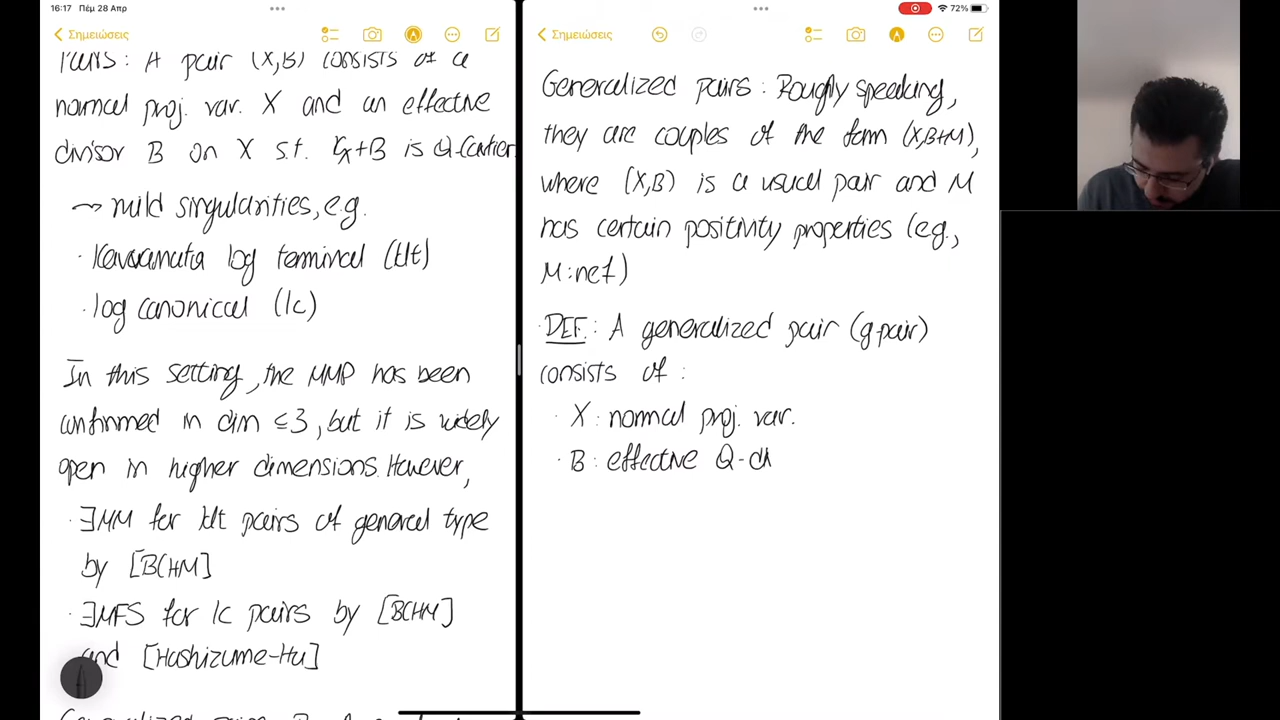 16:17 Πέμ 28 Απρ
72%
Σημειώσεις
Pairs: A pair (X,B) consists of a
normal proj. var. X and an effective
divisor B on X s.t. Kx+B is Q-Cartier.
⇝ mild singularities, e.g.
· Kawamata log terminal (klt)
· log canonical (lc)
In this setting, the MMP has been
confirmed in dim ≤3, but it is widely
open in higher dimensions. However,
· ∃MM for klt pairs of general type
by [BCHM]
· ∃MFS for lc pairs by [BCHM]
and [Hashizume-Hu]
Σημειώσεις
Generalized pairs: Roughly speaking,
they are couples of the form (X,B+M),
where (X,B) is a usual pair and M
has certain positivity properties (e.g.,
M:nef)
· DEF.: A generalized pair (g-pair)
consists of:
· X: normal proj. var.
· B: effective Q-di